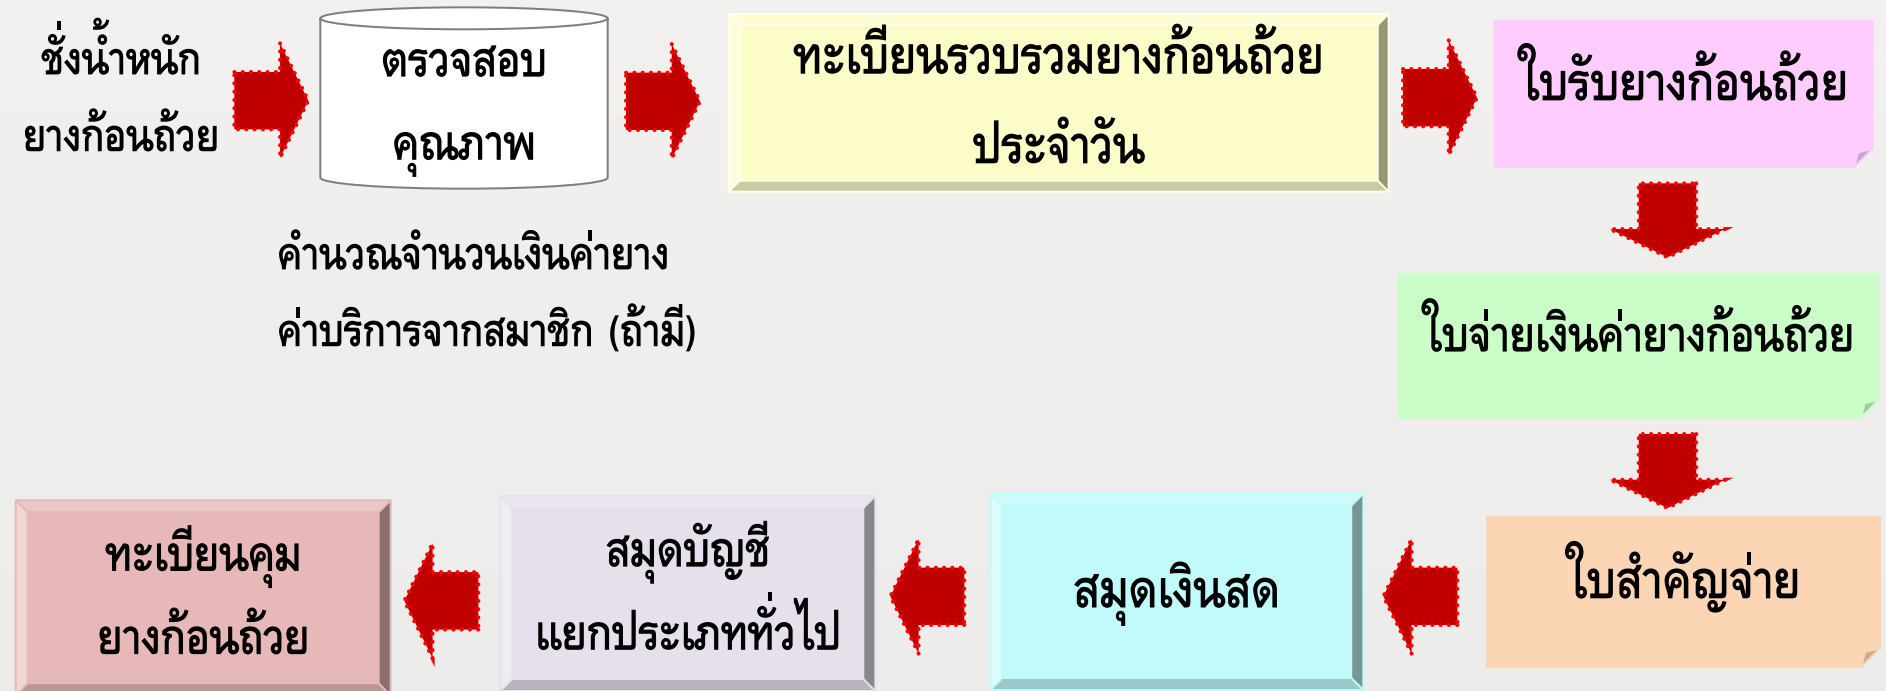 ชั่งน้ำหนัก
ยางก้อนถ้วย
ตรวจสอบ
คุณภาพ
ทะเบียนรวบรวมยางก้อนถ้วย
ประจำวัน
ใบรับยางก้อนถ้วย
คำนวณจำนวนเงินค่ายาง
ค่าบริการจากสมาชิก (ถ้ามี)
ใบจ่ายเงินค่ายางก้อนถ้วย
ใบสำคัญจ่าย
สมุดเงินสด
สมุดบัญชี
แยกประเภททั่วไป
ทะเบียนคุม
ยางก้อนถ้วย